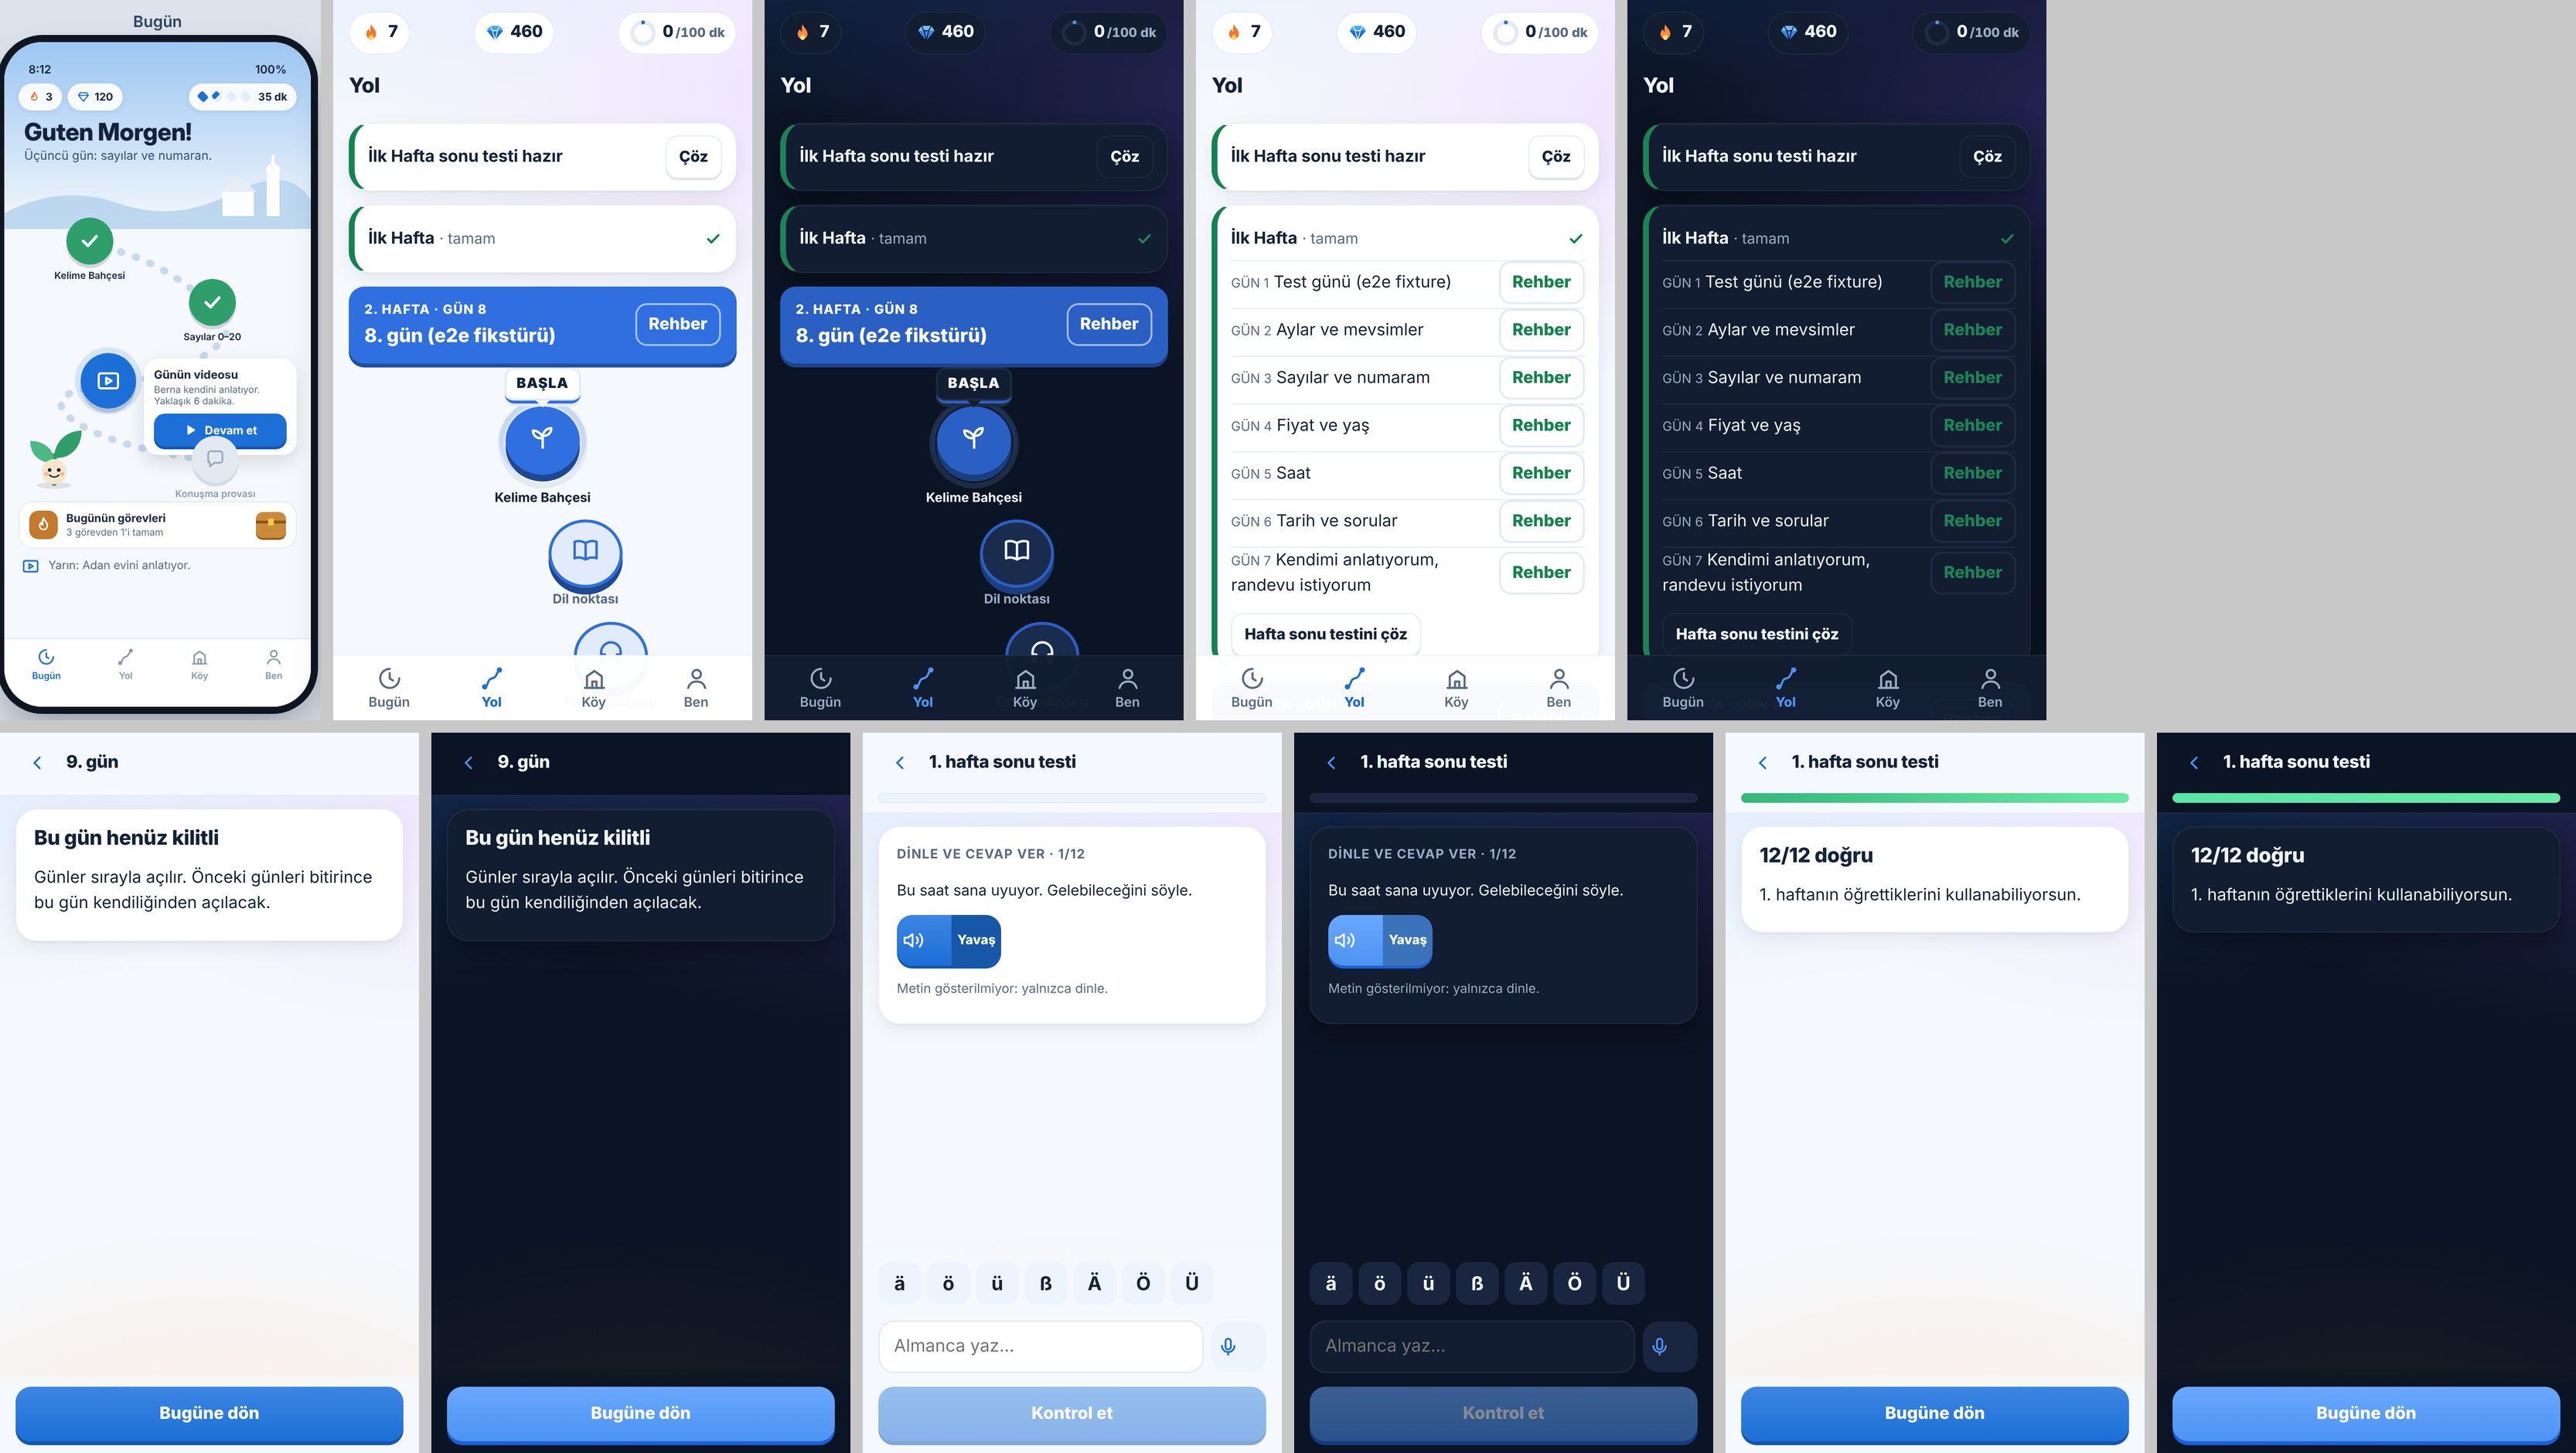 Bugün
8:12
100%
3
120
35 dk
Guten Morgen!
Üçüncü gün: sayılar ve numaran.
Kelime Bahçesi
Sayılar 0–20
Günün videosu
Berna kendini anlatıyor.
Yaklaşık 6 dakika.
Devam et
Konuşma provası
Bugünün görevleri
3 görevden 1'i tamam
Yarın: Adan evini anlatıyor.
Bugün
Yol
Köy
Ben
7
460
0/100 dk
Yol
İlk Hafta sonu testi hazır
Çöz
İlk Hafta · tamam
2. HAFTA · GÜN 8
8. gün (e2e fikstürü)
Rehber
BAŞLA
Kelime Bahçesi
Dil noktası
Bugün
Yol
Köy
Ben
7
460
0/100 dk
Yol
İlk Hafta sonu testi hazır
Çöz
İlk Hafta · tamam
2. HAFTA · GÜN 8
8. gün (e2e fikstürü)
Rehber
BAŞLA
Kelime Bahçesi
Dil noktası
Bugün
Yol
Köy
Ben
7
460
0/100 dk
Yol
İlk Hafta sonu testi hazır
Çöz
İlk Hafta · tamam
GÜN 1 Test günü (e2e fixture)
Rehber
GÜN 2 Aylar ve mevsimler
Rehber
GÜN 3 Sayılar ve numaram
Rehber
GÜN 4 Fiyat ve yaş
Rehber
GÜN 5 Saat
Rehber
GÜN 6 Tarih ve sorular
Rehber
GÜN 7 Kendimi anlatıyorum,
randevu istiyorum
Rehber
Hafta sonu testini çöz
Bugün
Yol
Köy
Ben
7
460
0/100 dk
Yol
İlk Hafta sonu testi hazır
Çöz
İlk Hafta · tamam
GÜN 1 Test günü (e2e fixture)
Rehber
GÜN 2 Aylar ve mevsimler
Rehber
GÜN 3 Sayılar ve numaram
Rehber
GÜN 4 Fiyat ve yaş
Rehber
GÜN 5 Saat
Rehber
GÜN 6 Tarih ve sorular
Rehber
GÜN 7 Kendimi anlatıyorum,
randevu istiyorum
Rehber
Hafta sonu testini çöz
Bugün
Yol
Köy
Ben
9. gün
Bu gün henüz kilitli
Günler sırayla açılır. Önceki günleri bitirince
bu gün kendiliğinden açılacak.
Bugüne dön
9. gün
Bu gün henüz kilitli
Günler sırayla açılır. Önceki günleri bitirince
bu gün kendiliğinden açılacak.
Bugüne dön
1. hafta sonu testi
DİNLE VE CEVAP VER · 1/12
Bu saat sana uyuyor. Gelebileceğini söyle.
Yavaş
Metin gösterilmiyor: yalnızca dinle.
ä ö ü ß Ä Ö Ü
Almanca yaz...
Kontrol et
1. hafta sonu testi
DİNLE VE CEVAP VER · 1/12
Bu saat sana uyuyor. Gelebileceğini söyle.
Yavaş
Metin gösterilmiyor: yalnızca dinle.
ä ö ü ß Ä Ö Ü
Almanca yaz...
Kontrol et
1. hafta sonu testi
12/12 doğru
1. haftanın öğrettiklerini kullanabiliyorsun.
Bugüne dön
1. hafta sonu testi
12/12 doğru
1. haftanın öğrettiklerini kullanabiliyorsun.
Bugüne dön